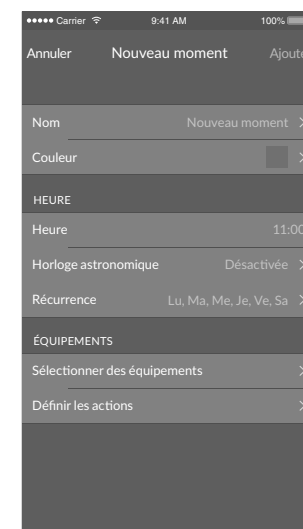 Carrier 9:41 AM 100%
Annuler Nouveau moment Ajoute
Nom Nouveau moment
Couleur
HEURE
Heure 11:00
Horloge astronomique Désactivée
Récurrence Lu, Ma, Me, Je, Ve, Sa
ÉQUIPEMENTS
Sélectionner des équipements
Définir les actions